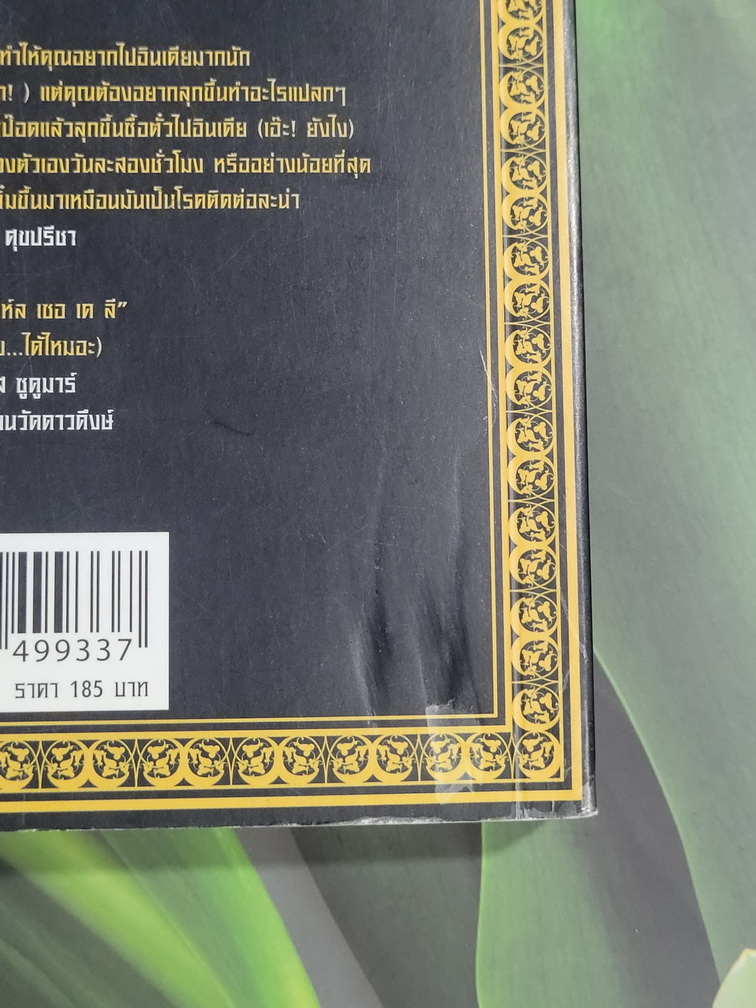 ทำให้คุณอยากไปอินเดียมากนัก
! ) แต่คุณต้องอยากลุกขึ้นทำอะไรแปลกๆ
ป๊อดแล้วลุกขึ้นซื้อตั๋วไปอินเดีย (เอ๊ะ! ยังไง)
งตัวเองวันละสองชั่วโมง หรืออย่างน้อยที่สุด
ขึ้นมาเหมือนมันเป็นโรคติดต่อละน่า
ศุขปรีชา
ห์ล เซอ เด ลี”
...ได้ไหมอะ)
ซูดูมาร์
นวัดดาวดึงษ์
499337
ราคา 185 บาท